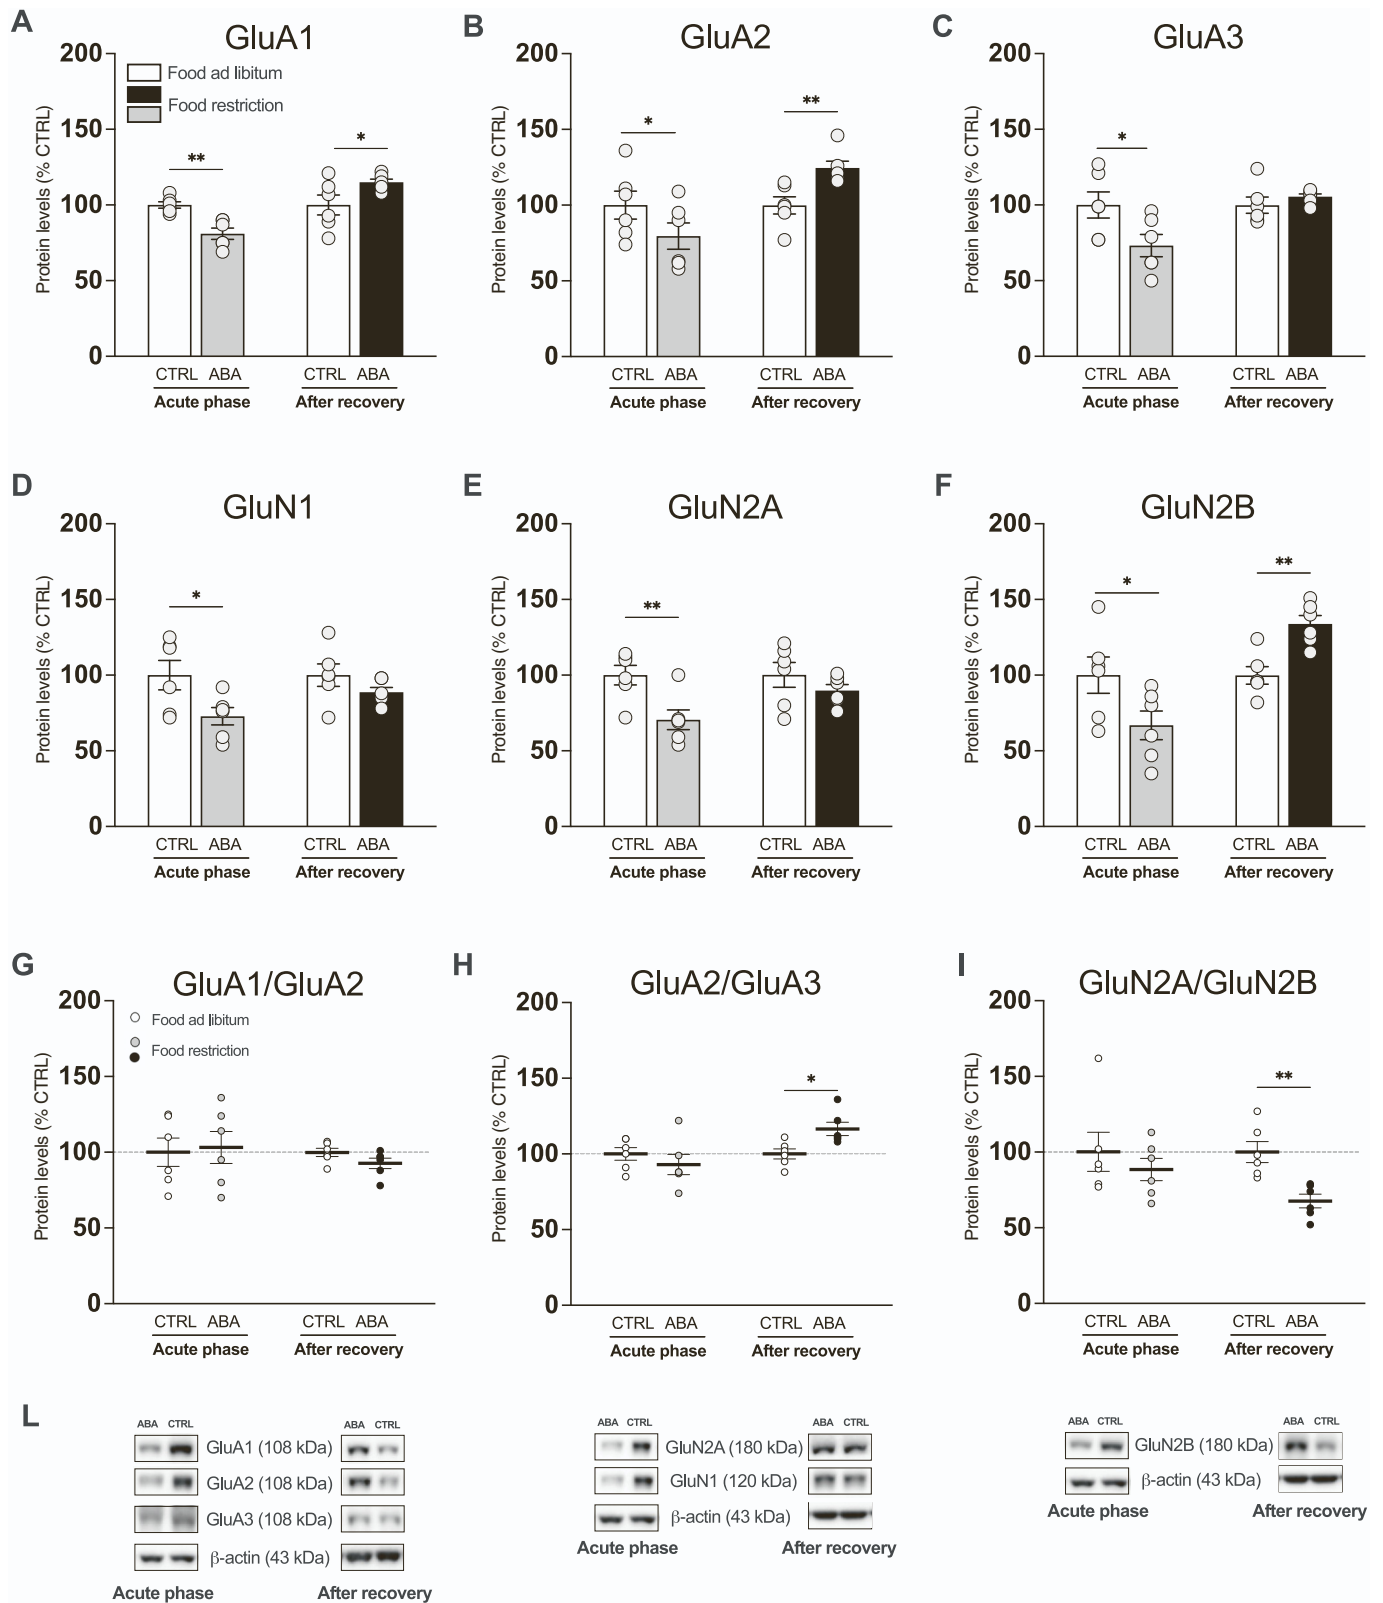 A
GluA1
200
150
100
50
0
Protein levels (% CTRL)
Food ad libitum
Food restriction
**
*
CTRL ABA CTRL ABA
Acute phase After recovery
B
GluA2
200
150
100
50
0
Protein levels (% CTRL)
*
**
CTRL ABA CTRL ABA
Acute phase After recovery
C
GluA3
200
150
100
50
0
Protein levels (% CTRL)
*
CTRL ABA CTRL ABA
Acute phase After recovery
D
GluN1
200
150
100
50
0
Protein levels (% CTRL)
*
CTRL ABA CTRL ABA
Acute phase After recovery
E
GluN2A
200
150
100
50
0
Protein levels (% CTRL)
**
CTRL ABA CTRL ABA
Acute phase After recovery
F
GluN2B
200
150
100
50
0
Protein levels (% CTRL)
*
**
CTRL ABA CTRL ABA
Acute phase After recovery
G
GluA1/GluA2
200
150
100
50
0
Protein levels (% CTRL)
Food ad libitum
Food restriction
CTRL ABA CTRL ABA
Acute phase After recovery
H
GluA2/GluA3
200
150
100
50
0
Protein levels (% CTRL)
*
CTRL ABA CTRL ABA
Acute phase After recovery
I
GluN2A/GluN2B
200
150
100
50
0
Protein levels (% CTRL)
**
CTRL ABA CTRL ABA
Acute phase After recovery
L
ABA CTRL ABA CTRL
GluA1 (108 kDa)
GluA2 (108 kDa)
GluA3 (108 kDa)
β-actin (43 kDa)
Acute phase After recovery
ABA CTRL ABA CTRL
GluN2A (180 kDa)
GluN1 (120 kDa)
β-actin (43 kDa)
Acute phase After recovery
ABA CTRL ABA CTRL
GluN2B (180 kDa)
β-actin (43 kDa)
Acute phase After recovery